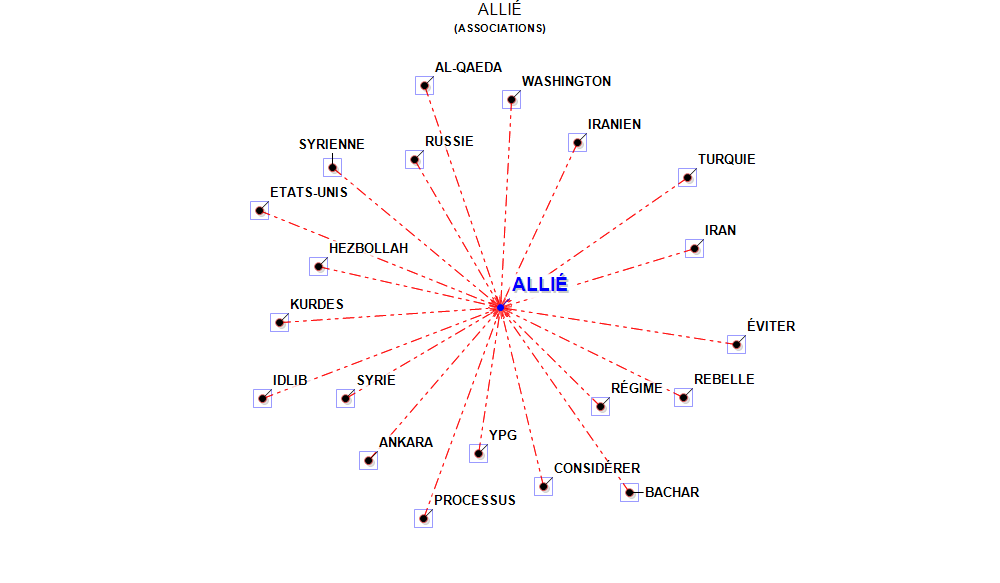 ALLIÉ
(ASSOCIATIONS)
AL-QAEDA
WASHINGTON
IRANIEN
RUSSIE
SYRIENNE
TURQUIE
ETATS-UNIS
IRAN
HEZBOLLAH
ALLIÉ
KURDES
ÉVITER
IDLIB
SYRIE
REBELLE
RÉGIME
ANKARA
YPG
CONSIDÉRER
BACHAR
PROCESSUS